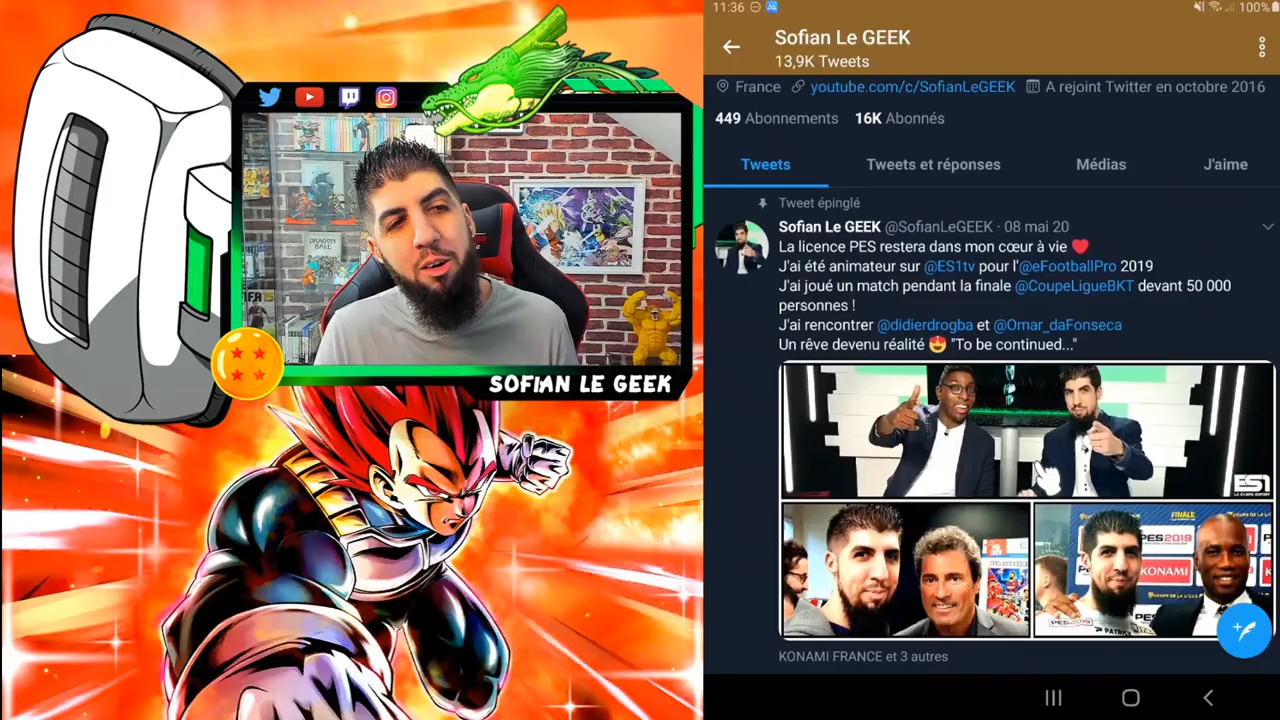 SOFIAN LE GEEK
DRAGON
BALL
FIFA
11:36
100%
Sofian Le GEEK
13,9K Tweets
France youtube.com/c/SofianLeGEEK A rejoint Twitter en octobre 2016
449 Abonnements 16K Abonnés
Tweets Tweets et réponses Médias J'aime
Tweet épinglé
Sofian Le GEEK @SofianLeGEEK · 08 mai 20
La licence PES restera dans mon cœur à vie ❤️
J'ai été animateur sur @ES1tv pour l'@eFootballPro 2019
J'ai joué un match pendant la finale @CoupeLigueBKT devant 50 000
personnes !
J'ai rencontrer @didierdrogba et @Omar_daFonseca
Un rêve devenu réalité 😍 "To be continued..."
ES1
FINALE
PES2019
KONAMI
PES2019
KONAMI FRANCE et 3 autres